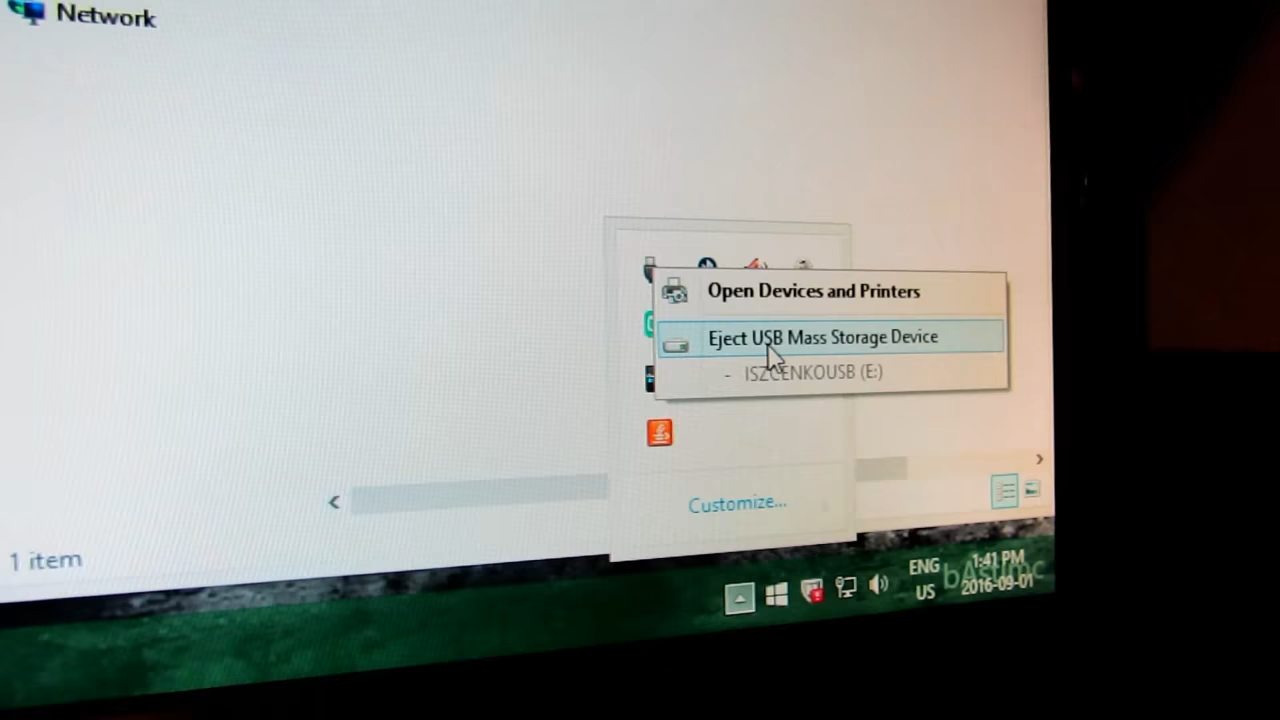 Network
Open Devices and Printers
Eject USB Mass Storage Device
- ISZCENKOUSB (E:)
Customize...
1 item
ENG
US
1:41 PM
2016-09-01